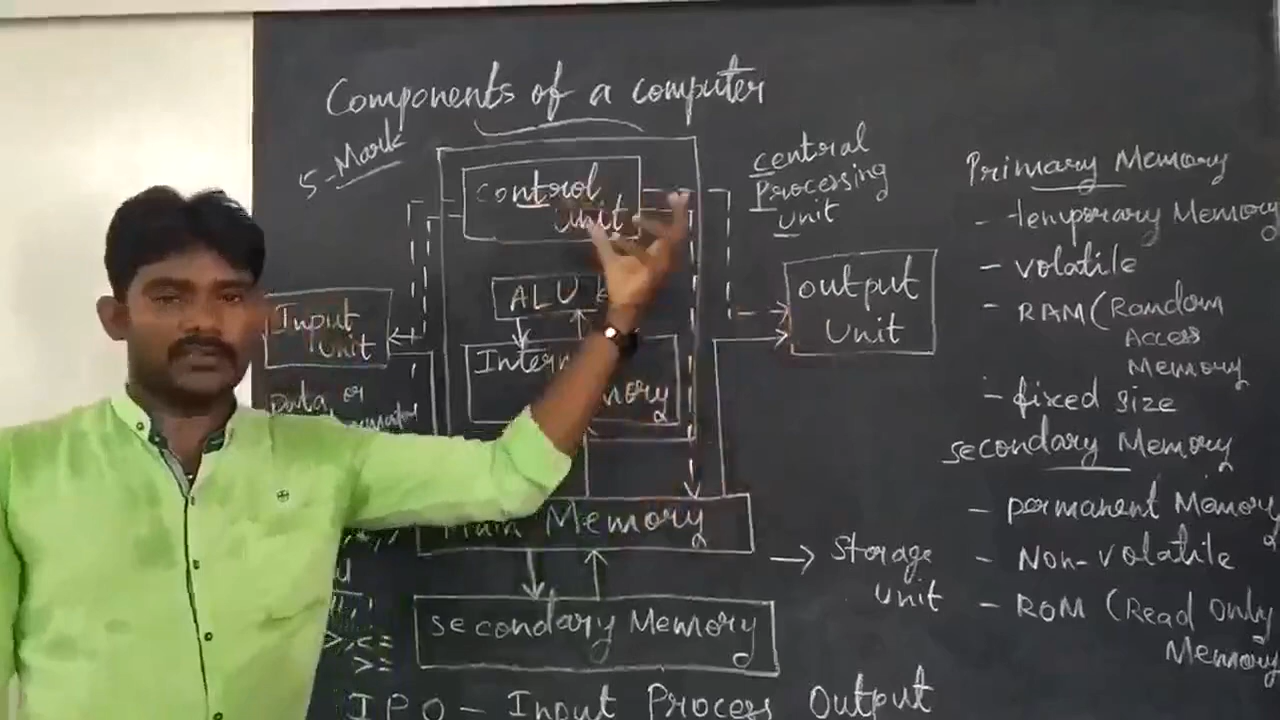 Components of a computer
5-Mark
control
unit
central
Processing
unit
ALU
Input
Unit
output
Unit
Data or
Main Memory
secondary Memory
→ Storage
unit
>, <=
>=
IPO - Input Process Output
Primary Memory
- temporary Memory
- volatile
- RAM (Random
Access
Memory
- fixed size
secondary Memory
- permanent Memory
- Non-volatile
- ROM (Read Only
Memory